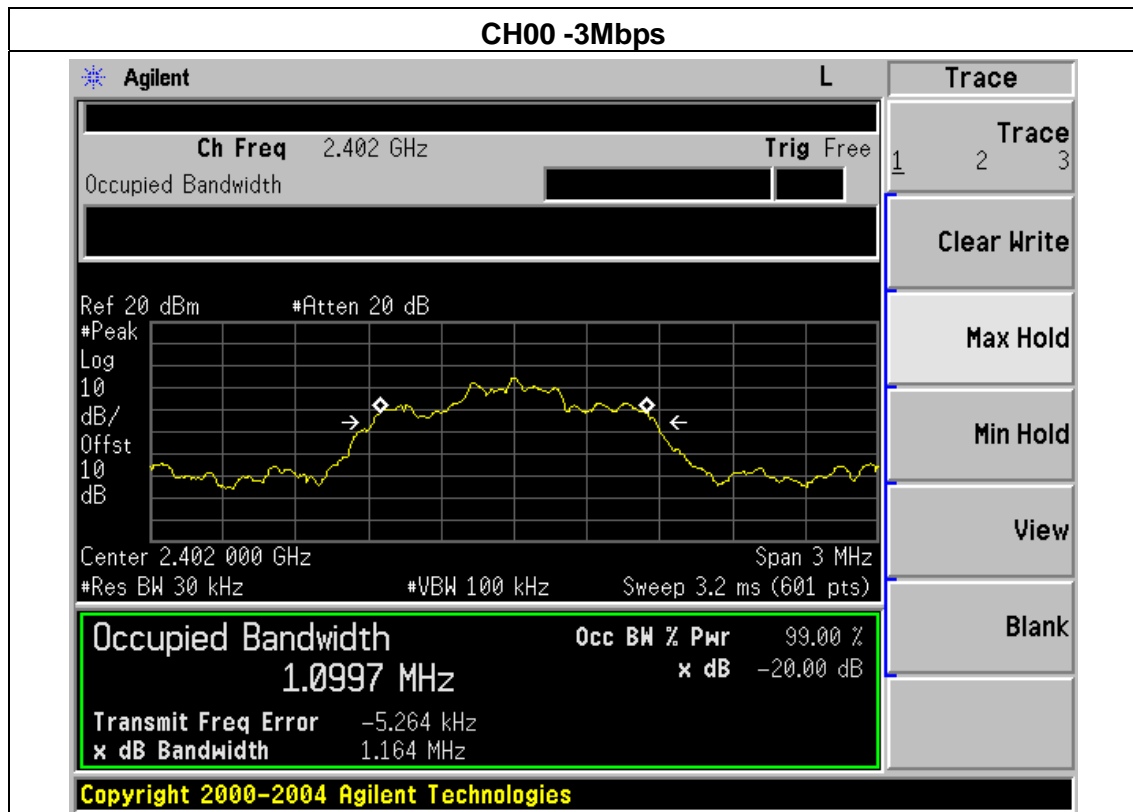 CH00 -3Mbps
Agilent L
Trace
Ch Freq 2.402 GHz Trig Free
Occupied Bandwidth
Trace
1 2 3
Clear Write
Max Hold
Min Hold
View
Blank
Ref 20 dBm #Atten 20 dB
#Peak
Log
10
dB/
Offst
10
dB
Center 2.402 000 GHz Span 3 MHz
#Res BW 30 kHz #VBW 100 kHz Sweep 3.2 ms (601 pts)
Occupied Bandwidth
1.0997 MHz
Occ BW % Pwr 99.00 %
x dB -20.00 dB
Transmit Freq Error -5.264 kHz
x dB Bandwidth 1.164 MHz
Copyright 2000-2004 Agilent Technologies